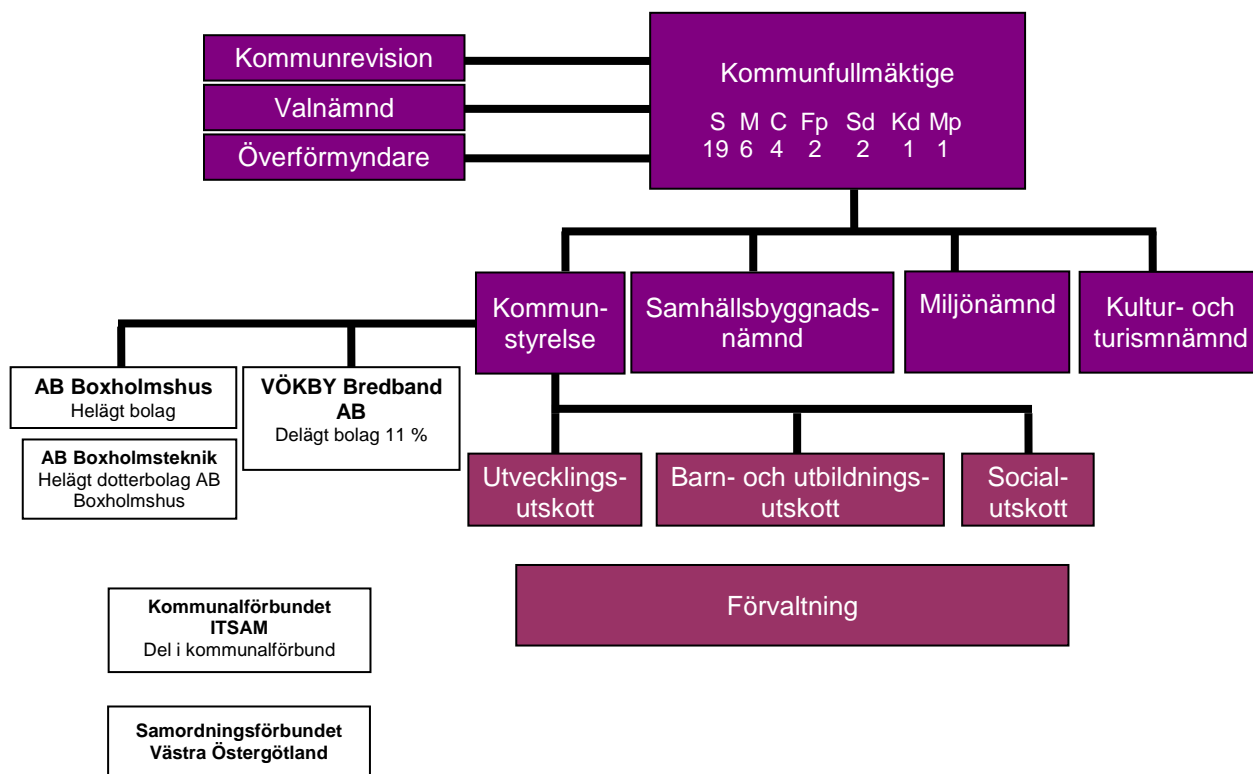 Kommunrevision
Valnämnd
Överförmyndare
Kommunfullmäktige
S M C Fp Sd Kd Mp
19 6 4 2 2 1 1
Kommun-
styrelse
Samhällsbyggnads-
nämnd
Miljönämnd
Kultur- och
turismnämnd
AB Boxholmshus
Helägt bolag
VÖKBY Bredband
AB
Delägt bolag 11 %
AB Boxholmsteknik
Helägt dotterbolag AB
Boxholmshus
Utvecklings-
utskott
Barn- och utbildnings-
utskott
Social-
utskott
Förvaltning
Kommunalförbundet
ITSAM
Del i kommunalförbund
Samordningsförbundet
Västra Östergötland